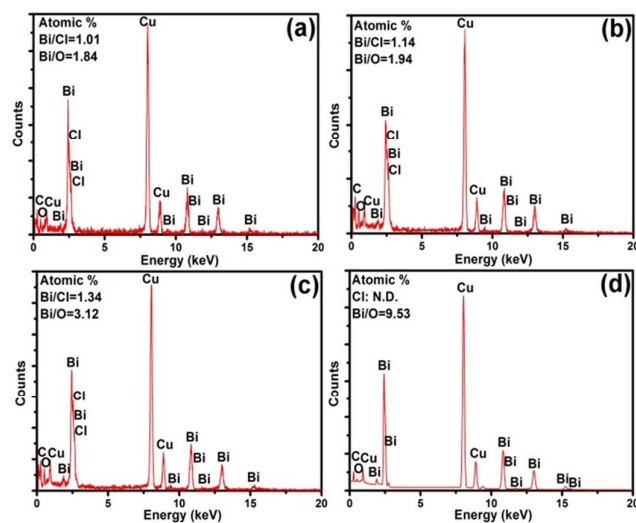 Atomic %
Bi/Cl=1.01
Bi/O=1.84
(a)
Cu
Bi
Cl
Bi
Cl
C
O
Cu
Bi
Cu
Bi
Bi
Bi
Bi
Bi
Bi
Counts
0 5 10 15 20
Energy (keV)
Atomic %
Bi/Cl=1.14
Bi/O=1.94
(b)
Cu
Bi
Cl
Bi
Cl
C
O
Cu
Bi
Cu
Bi
Bi
Bi
Bi
Bi
Bi
Counts
0 5 10 15 20
Energy (keV)
Atomic %
Bi/Cl=1.34
Bi/O=3.12
(c)
Cu
Bi
Cl
Bi
Cl
C
O
Cu
Bi
Cu
Bi
Bi
Bi
Bi
Bi
Bi
Counts
0 5 10 15 20
Energy (keV)
Atomic %
Cl: N.D.
Bi/O=9.53
(d)
Cu
Bi
Bi
C
O
Cu
Bi
Cu
Bi
Bi
Bi
Bi
Bi
Bi
Counts
0 5 10 15 20
Energy (keV)